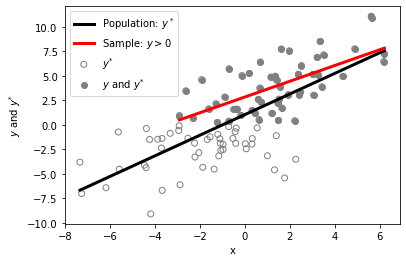 Population: y*
Sample: y > 0
y*
y and y*
y and y*
10.0
7.5
5.0
2.5
0.0
−2.5
−5.0
−7.5
−10.0
−8 −6 −4 −2 0 2 4 6
x